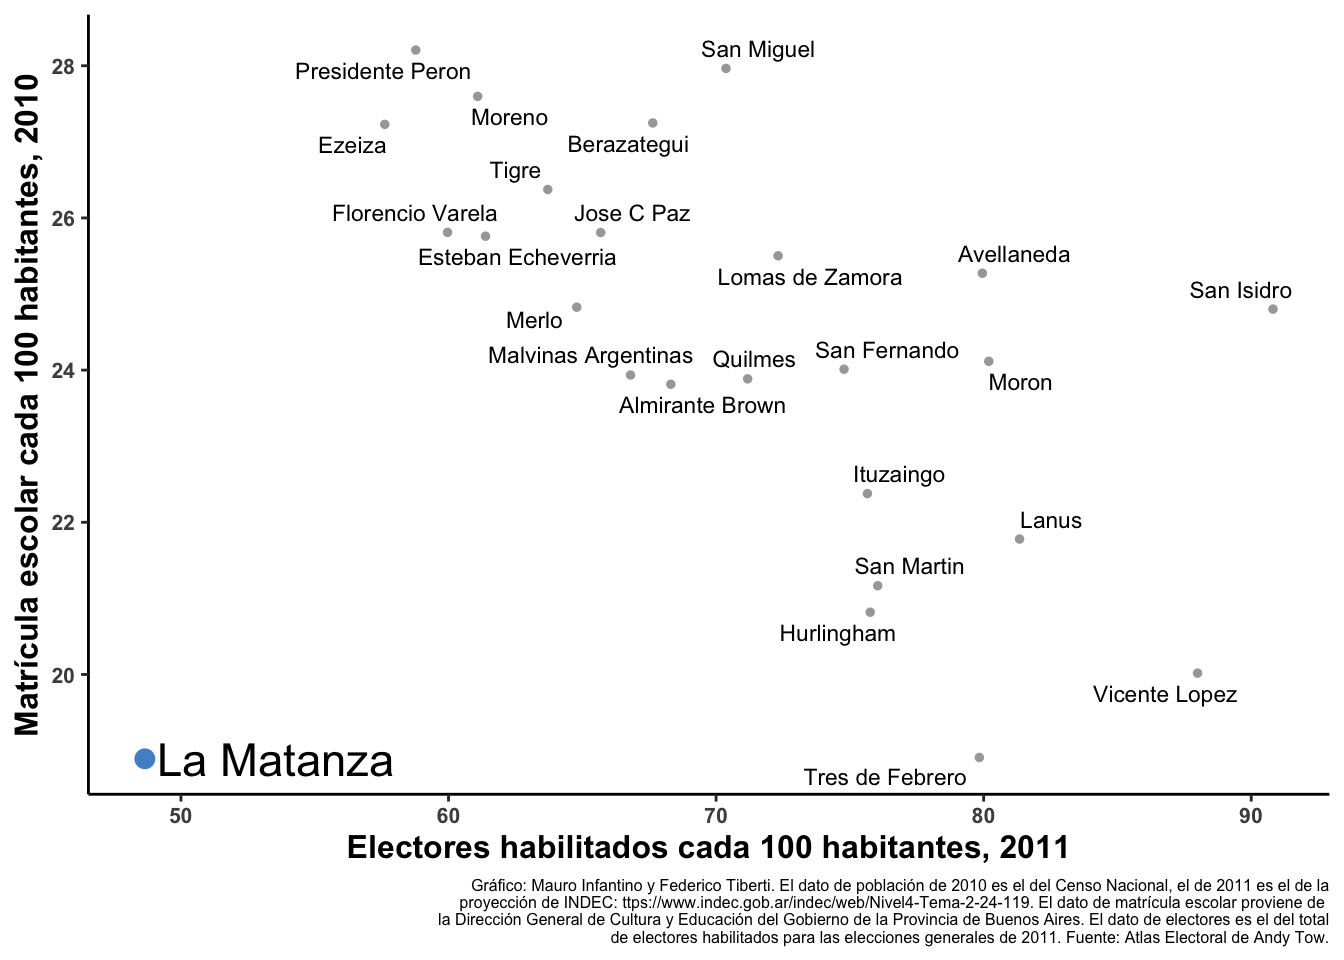 San Miguel
28
Presidente Peron
Moreno
Ezeiza
Berazategui
Tigre
26
Florencio Varela
Jose C Paz
Esteban Echeverria
Avellaneda
Lomas de Zamora
San Isidro
Merlo
Malvinas Argentinas
Quilmes
San Fernando
24
Moron
Almirante Brown
Ituzaingo
22
Lanus
San Martin
Hurlingham
20
Vicente Lopez
La Matanza
Tres de Febrero
Matrícula escolar cada 100 habitantes, 2010
50 60 70 80 90
Electores habilitados cada 100 habitantes, 2011
Gráfico: Mauro Infantino y Federico Tiberti. El dato de población de 2010 es el del Censo Nacional, el de 2011 es el de la
proyección de INDEC: ttps://www.indec.gob.ar/indec/web/Nivel4-Tema-2-24-119. El dato de matrícula escolar proviene de
la Dirección General de Cultura y Educación del Gobierno de la Provincia de Buenos Aires. El dato de electores es el del total
de electores habilitados para las elecciones generales de 2011. Fuente: Atlas Electoral de Andy Tow.